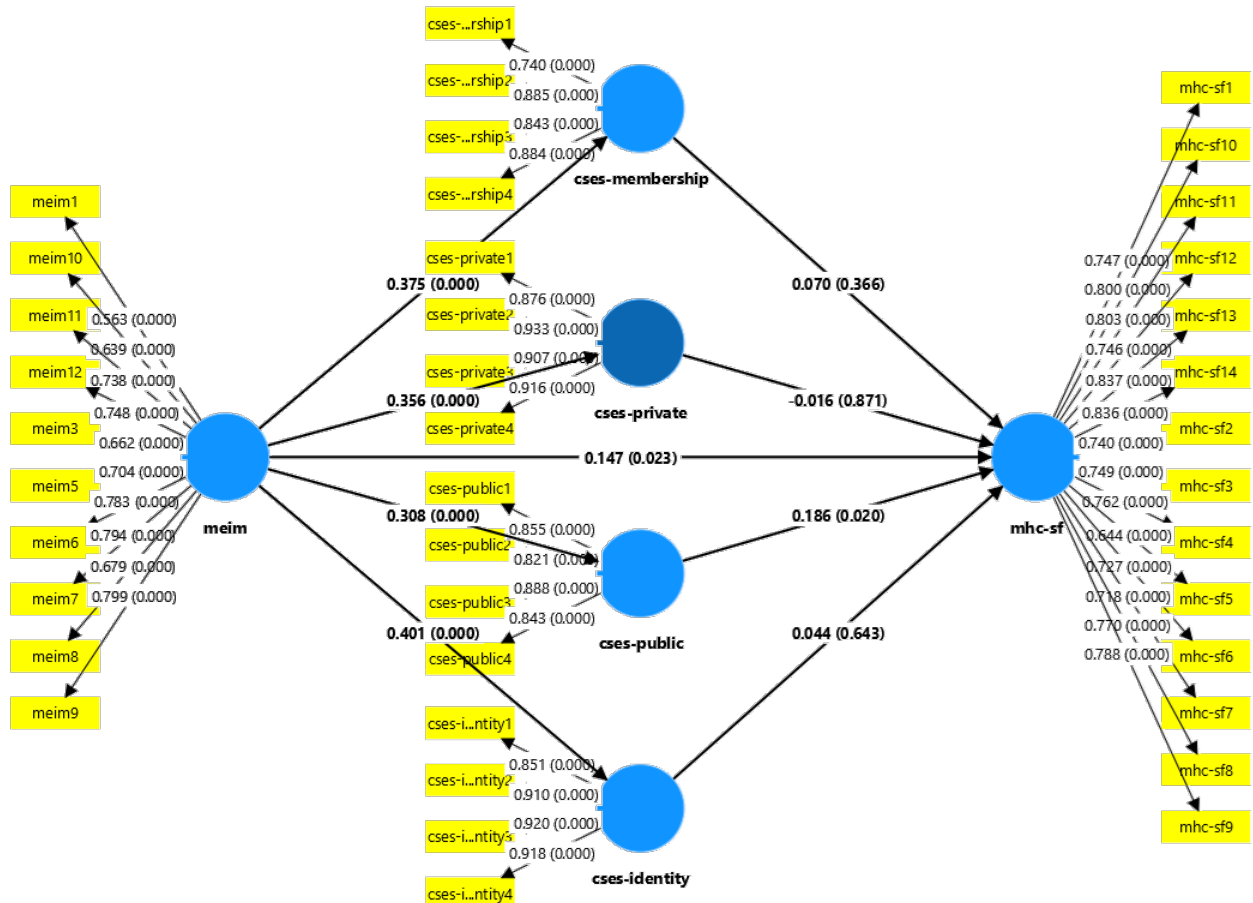 cses-...rship1
0.740 (0.000)
cses-...rship2
0.885 (0.000)
cses-...rship3
0.843 (0.000)
0.884 (0.000)
cses-...rship4
cses-membership
meim1
meim10
meim11
meim12
meim3
meim5
meim6
meim7
meim8
meim9
0.563 (0.000)
0.639 (0.000)
0.738 (0.000)
0.748 (0.000)
0.662 (0.000)
0.704 (0.000)
0.783 (0.000)
0.794 (0.000)
0.679 (0.000)
0.799 (0.000)
meim
0.375 (0.000)
0.356 (0.000)
0.147 (0.023)
0.308 (0.000)
0.401 (0.000)
cses-private1
0.876 (0.000)
cses-private2
0.933 (0.000)
cses-private3
0.907 (0.000)
0.916 (0.000)
cses-private4
cses-private
cses-public1
0.855 (0.000)
cses-public2
0.821 (0.000)
cses-public3
0.888 (0.000)
0.843 (0.000)
cses-public4
cses-public
cses-i...ntity1
0.851 (0.000)
cses-i...ntity2
0.910 (0.000)
cses-i...ntity3
0.920 (0.000)
0.918 (0.000)
cses-i...ntity4
cses-identity
0.070 (0.366)
-0.016 (0.871)
0.186 (0.020)
0.044 (0.643)
mhc-sf
0.747 (0.000)
0.800 (0.000)
0.803 (0.000)
0.746 (0.000)
0.837 (0.000)
0.836 (0.000)
0.740 (0.000)
0.749 (0.000)
0.762 (0.000)
0.644 (0.000)
0.727 (0.000)
0.718 (0.000)
0.770 (0.000)
0.788 (0.000)
mhc-sf1
mhc-sf10
mhc-sf11
mhc-sf12
mhc-sf13
mhc-sf14
mhc-sf2
mhc-sf3
mhc-sf4
mhc-sf5
mhc-sf6
mhc-sf7
mhc-sf8
mhc-sf9